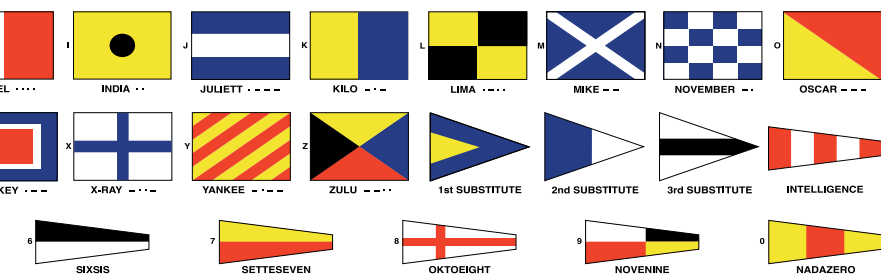 I J K L M N O
EL •••• INDIA •• JULIETT •--- KILO -•- LIMA •-•• MIKE -- NOVEMBER -• OSCAR ---
X Y Z
KEY •-- X-RAY -••- YANKEE -•-- ZULU --•• 1st SUBSTITUTE 2nd SUBSTITUTE 3rd SUBSTITUTE INTELLIGENCE
6 7 8 9 0
SIXSIS SETTESEVEN OKTOEIGHT NOVENINE NADAZERO